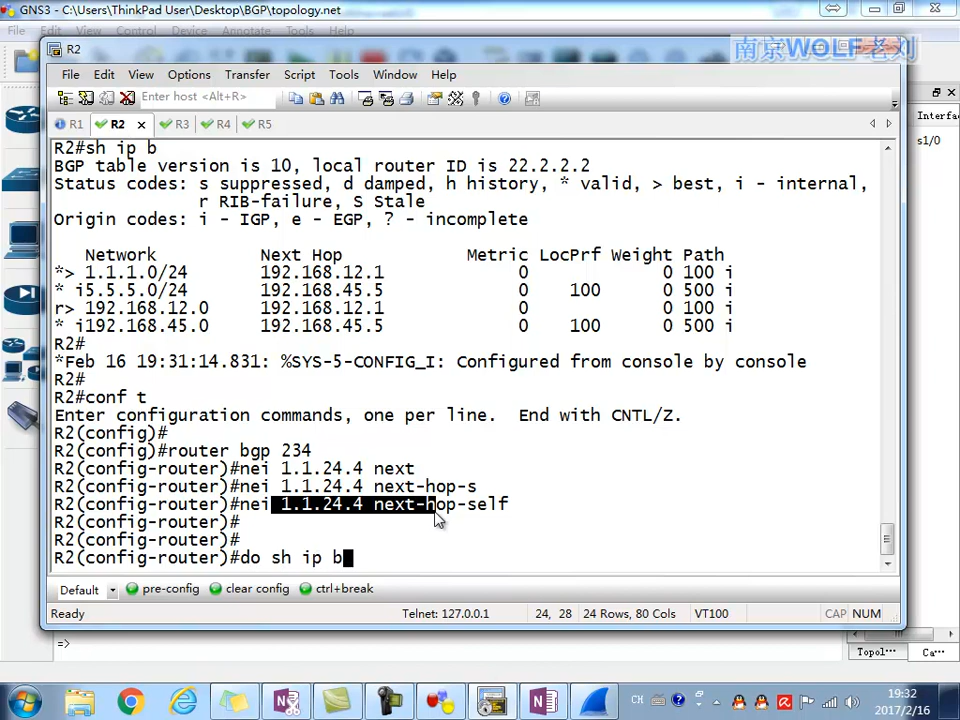 GNS3 - C:\Users\ThinkPad User\Desktop\BGP\topology.net
File Edit View Control Device Annotate Tools Help
南京WOLF老刘
R2
File Edit View Options Transfer Script Tools Window Help
Enter host <Alt+R>
R1 R2 R3 R4 R5
Interfa
s1/0
R2#sh ip b
BGP table version is 10, local router ID is 22.2.2.2
Status codes: s suppressed, d damped, h history, * valid, > best, i - internal,
r RIB-failure, S Stale
Origin codes: i - IGP, e - EGP, ? - incomplete
Network Next Hop Metric LocPrf Weight Path
*> 1.1.1.0/24 192.168.12.1 0 0 100 i
* i5.5.5.0/24 192.168.45.5 0 100 0 500 i
r> 192.168.12.0 192.168.12.1 0 0 100 i
* i192.168.45.0 192.168.45.5 0 100 0 500 i
R2#
*Feb 16 19:31:14.831: %SYS-5-CONFIG_I: Configured from console by console
R2#
R2#conf t
Enter configuration commands, one per line. End with CNTL/Z.
R2(config)#
R2(config)#router bgp 234
R2(config-router)#nei 1.1.24.4 next
R2(config-router)#nei 1.1.24.4 next-hop-s
R2(config-router)#nei 1.1.24.4 next-hop-self
R2(config-router)#
R2(config-router)#
R2(config-router)#do sh ip b
Default pre-config clear config ctrl+break
Ready Telnet: 127.0.0.1 24, 28 24 Rows, 80 Cols VT100 CAP NUM
=>
Topol··· Ca···
CH
19:32
2017/2/16